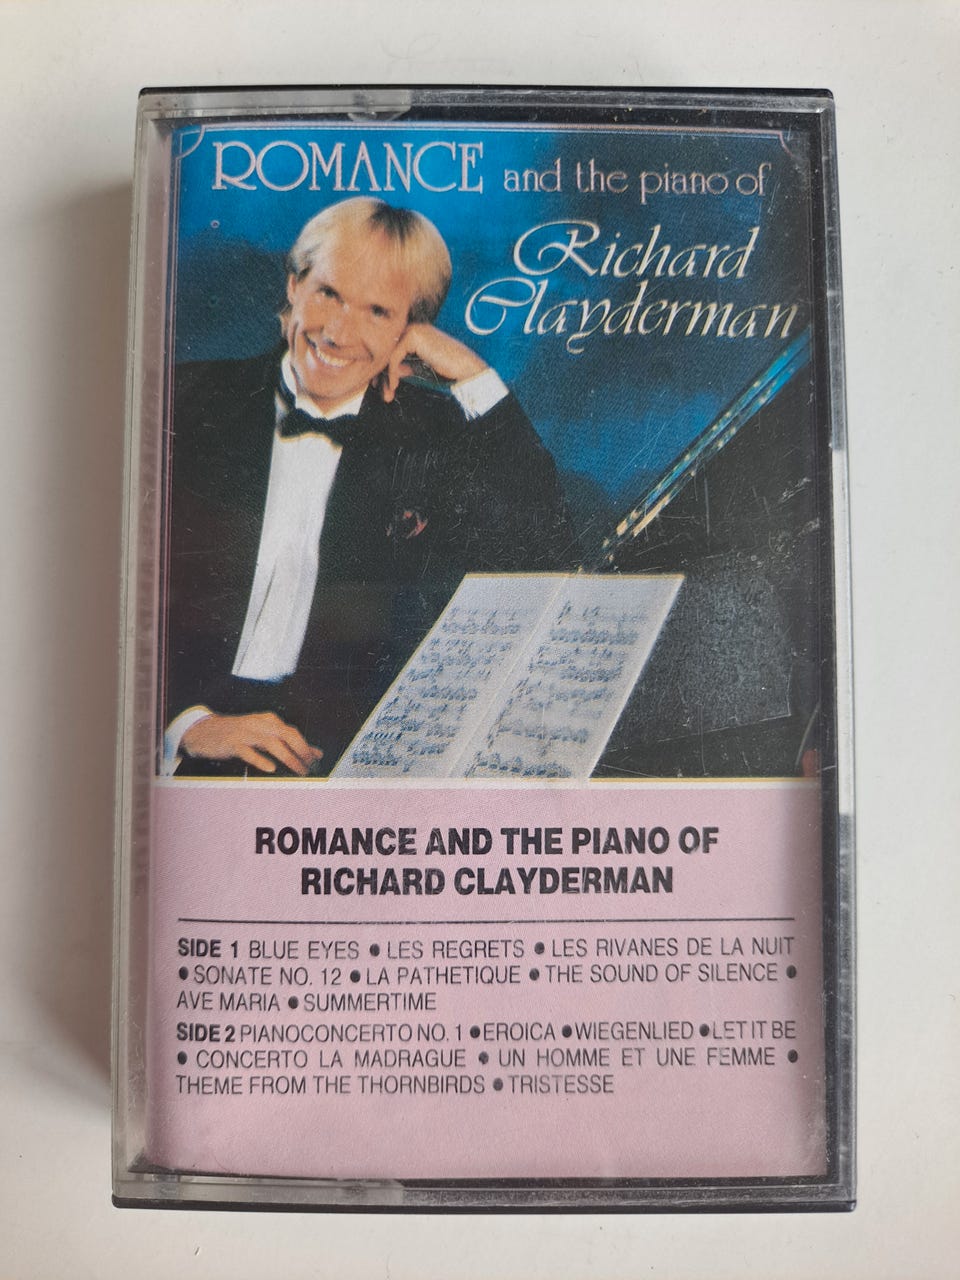 ROMANCE and the piano of
Richard
Clayderman
ROMANCE AND THE PIANO OF
RICHARD CLAYDERMAN
SIDE 1 BLUE EYES • LES REGRETS • LES RIVANES DE LA NUIT
• SONATE NO. 12 • LA PATHETIQUE • THE SOUND OF SILENCE •
AVE MARIA • SUMMERTIME
SIDE 2 PIANOCONCERTO NO. 1 • EROICA • WIEGENLIED • LET IT BE
• CONCERTO LA MADRAGUE • UN HOMME ET UNE FEMME •
THEME FROM THE THORNBIRDS • TRISTESSE